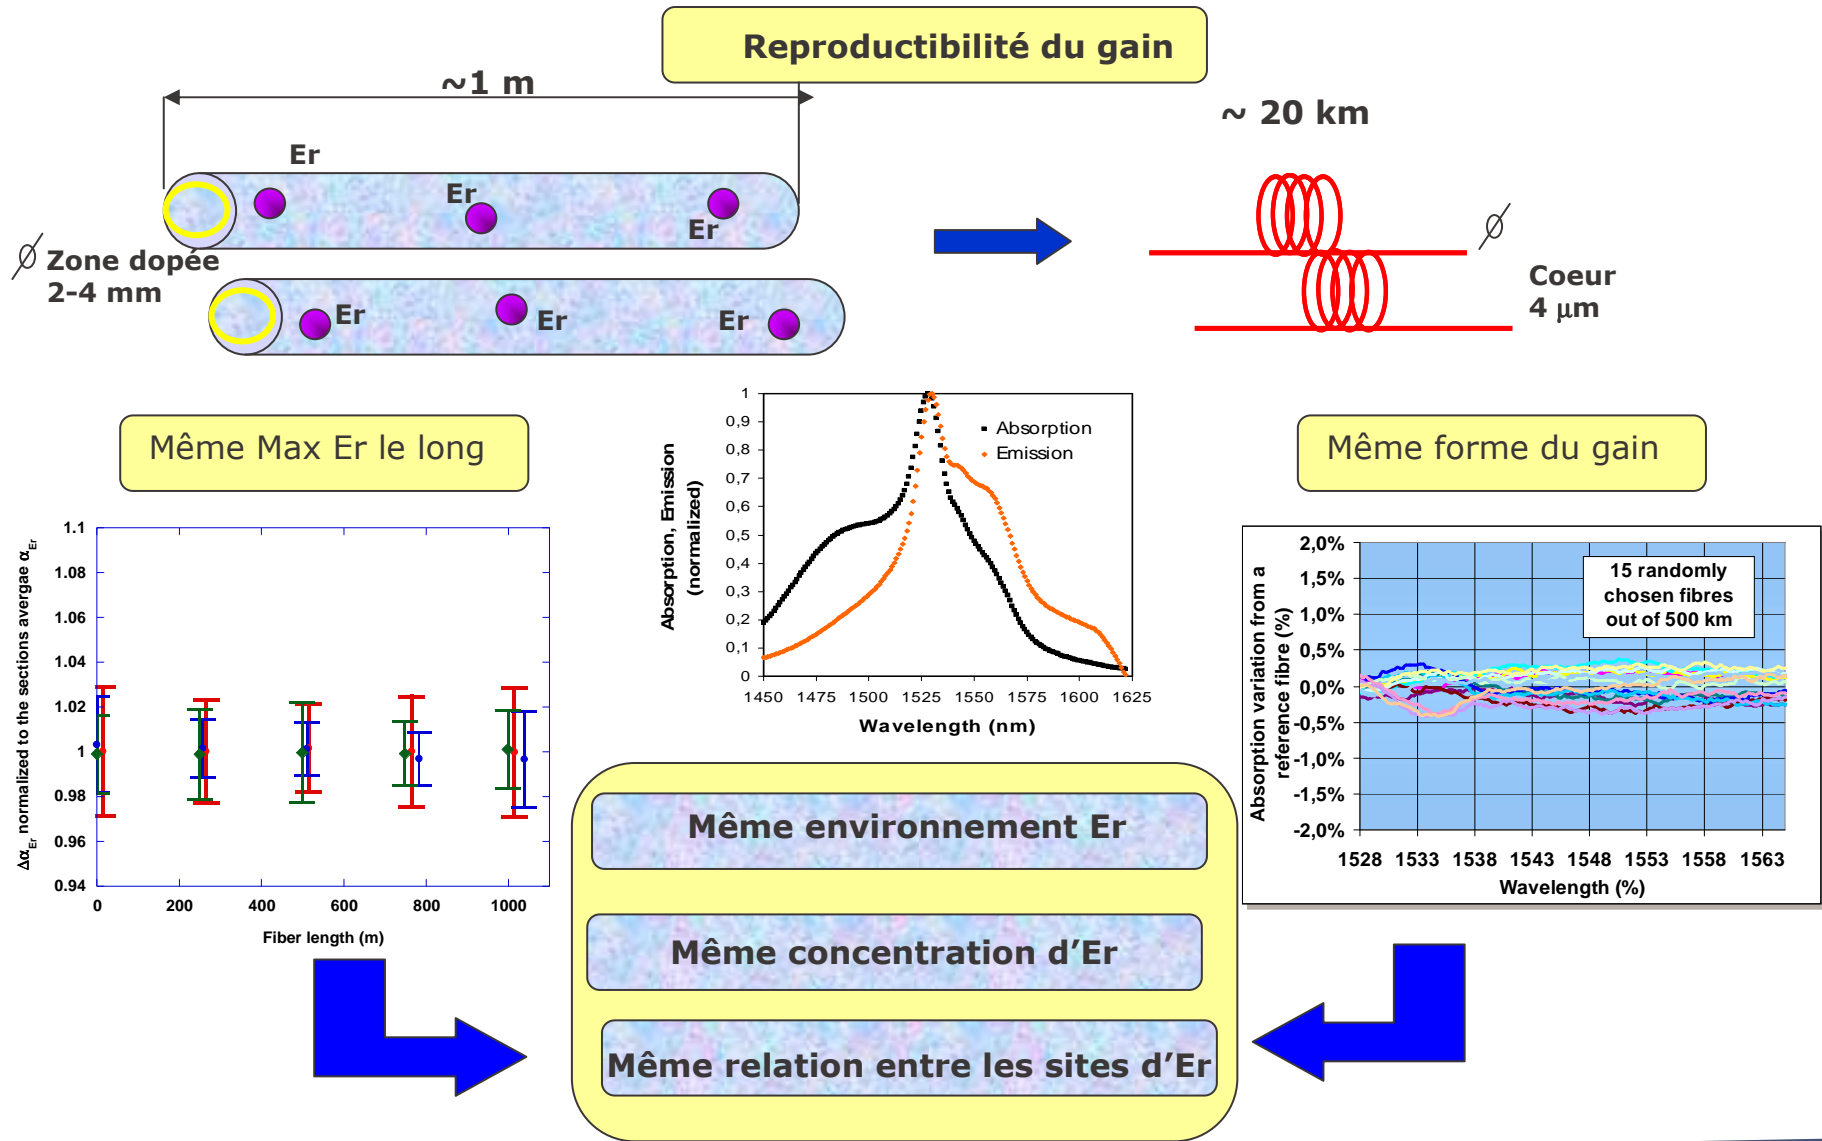 Reproductibilité du gain
~1 m
~ 20 km
Er
Er
Er
∅ Zone dopée
2-4 mm
Er
Er
Er
∅
Coeur
4 μm
Même Max Er le long
Même forme du gain
Absorption, Emission
(normalized)
1
0,9
0,8
0,7
0,6
0,5
0,4
0,3
0,2
0,1
0
Absorption
Emission
1450 1475 1500 1525 1550 1575 1600 1625
Wavelength (nm)
Δα Er normalized to the sections avergae α Er
1.1
1.08
1.06
1.04
1.02
1
0.98
0.96
0.94
0 200 400 600 800 1000
Fiber length (m)
Absorption variation from a
reference fibre (%)
2,0%
1,5%
1,0%
0,5%
0,0%
-0,5%
-1,0%
-1,5%
-2,0%
15 randomly
chosen fibres
out of 500 km
1528 1533 1538 1543 1548 1553 1558 1563
Wavelength (%)
Même environnement Er
Même concentration d’Er
Même relation entre les sites d’Er